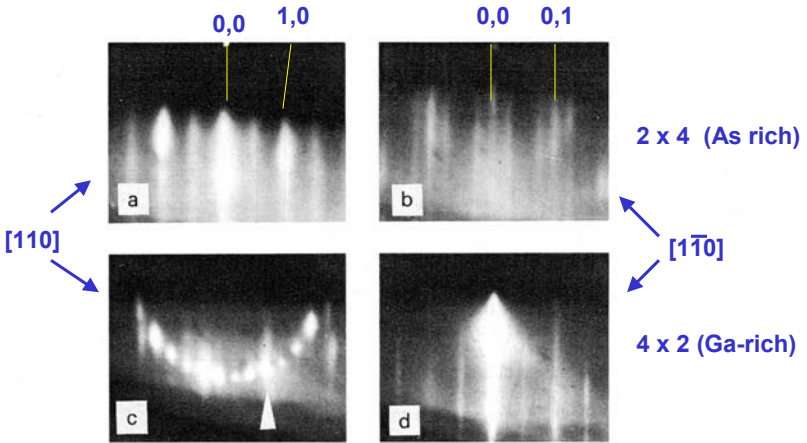 0,0 1,0 0,0 0,1
a b
2 x 4 (As rich)
[110] [11̅0]
c d
4 x 2 (Ga-rich)